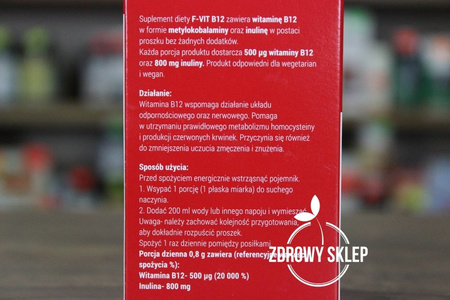 Suplement diety F-VIT B12 zawiera witaminę B12
w formie metylokobalaminy oraz inulinę w postaci
proszku bez żadnych dodatków.
Każda porcja produktu dostarcza 500 µg witaminy B12
oraz 800 mg inuliny. Produkt odpowiedni dla wegetarian
i wegan.
Działanie:
Witamina B12 wspomaga działanie układu
odpornościowego oraz nerwowego. Pomaga
w utrzymaniu prawidłowego metabolizmu homocysteiny
i produkcji czerwonych krwinek. Przyczynia się również
do zmniejszenia uczucia zmęczenia i znużenia.
Sposób użycia:
Przed spożyciem energicznie wstrząsnąć pojemnik.
1. Wsypać 1 porcję (1 płaska miarka) do suchego
naczynia.
2. Dodać 200 ml wody lub innego napoju i wymieszać.
Uwaga- należy zachować kolejność przygotowania,
aby dokładnie rozpuścić proszek.
Spożyć 1 raz dziennie pomiędzy posiłkami.
Porcja dzienna 0,8 g zawiera (referencyjne
spożycia %):
Witamina B12- 500 µg (20 000 %)
Inulina- 800 mg
ZDROWY SKLEP